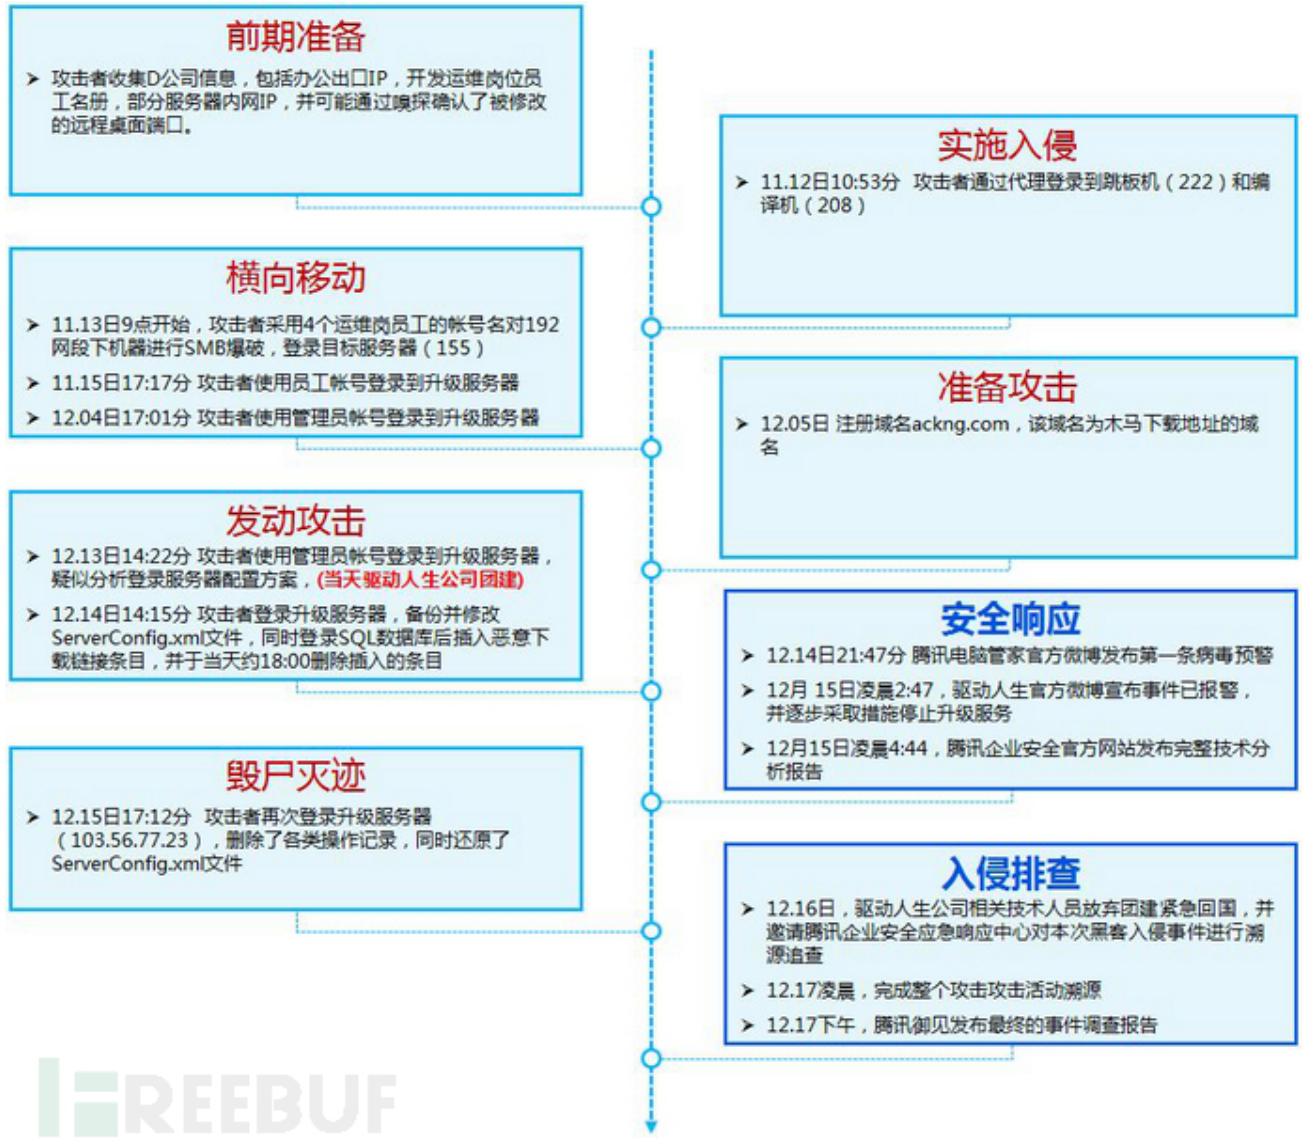 前期准备
➤ 攻击者收集D公司信息，包括办公出口IP，开发运维岗位员
工名册，部分服务器内网IP，并可能通过嗅探确认了被修改
的远程桌面端口。
实施入侵
➤ 11.12日10:53分 攻击者通过代理登录到跳板机（222）和编
译机（208）
横向移动
➤ 11.13日9点开始，攻击者采用4个运维岗员工的帐号名对192
网段下机器进行SMB爆破，登录目标服务器（155）
➤ 11.15日17:17分 攻击者使用员工帐号登录到升级服务器
➤ 12.04日17:01分 攻击者使用管理员帐号登录到升级服务器
准备攻击
➤ 12.05日 注册域名ackng.com，该域名为木马下载地址的域
名
发动攻击
➤ 12.13日14:22分 攻击者使用管理员帐号登录到升级服务器，
疑似分析登录服务器配置方案，(当天驱动人生公司团建)
➤ 12.14日14:15分 攻击者登录升级服务器，备份并修改
ServerConfig.xml文件，同时登录SQL数据库后插入恶意下
载链接条目，并于当天约18:00删除插入的条目
安全响应
➤ 12.14日21:47分 腾讯电脑管家官方微博发布第一条病毒预警
➤ 12月 15日凌晨2:47，驱动人生官方微博宣布事件已报警，
并逐步采取措施停止升级服务
➤ 12月15日凌晨4:44，腾讯企业安全官方网站发布完整技术分
析报告
毁尸灭迹
➤ 12.15日17:12分 攻击者再次登录升级服务器
（103.56.77.23），删除了各类操作记录，同时还原了
ServerConfig.xml文件
入侵排查
➤ 12.16日，驱动人生公司相关技术人员放弃团建紧急回国，并
邀请腾讯企业安全应急响应中心对本次黑客入侵事件进行溯
源追查
➤ 12.17凌晨，完成整个攻击攻击活动溯源
➤ 12.17下午，腾讯御见发布最终的事件调查报告
FREEBUF